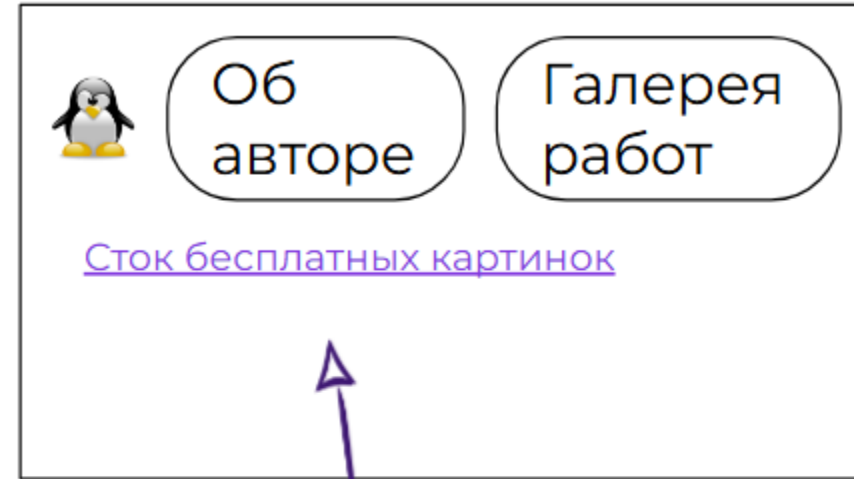 Об
авторе
Галерея
работ
Сток бесплатных картинок